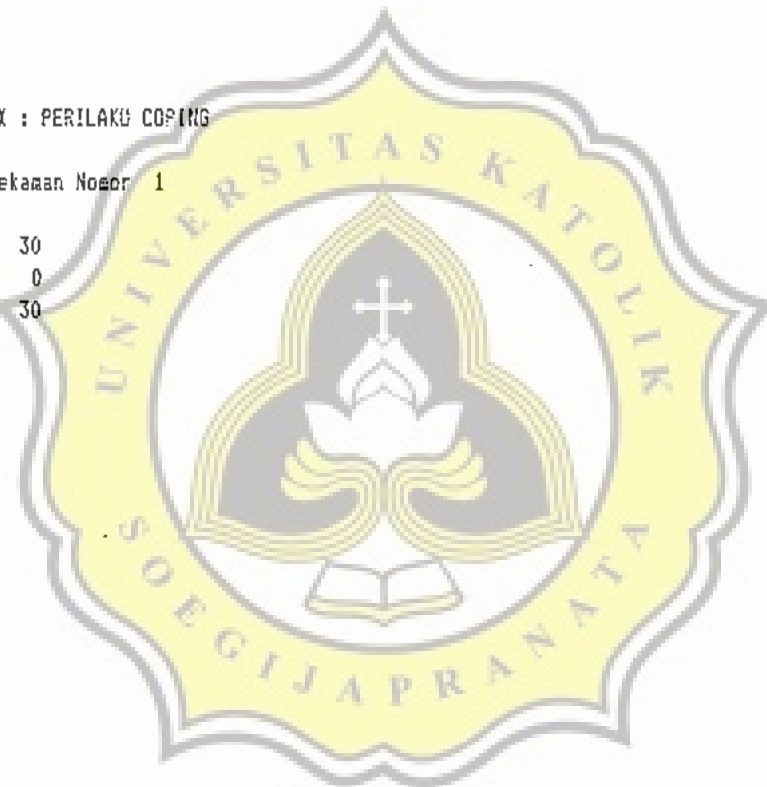 X : PERILAKU COPING
ekaman Nomor 1
30
0
30
UNIVERSITAS KATOLIK
SOEGIJAPRANATA